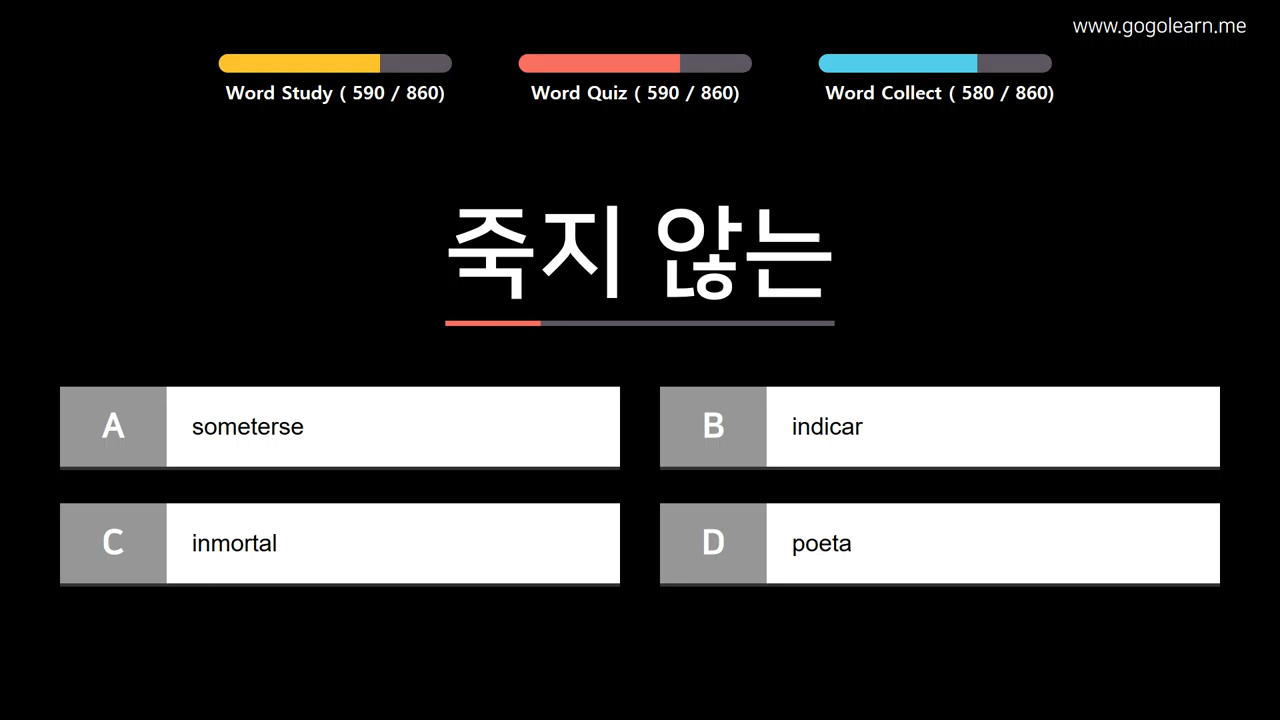 www.gogolearn.me
Word Study ( 590 / 860)
Word Quiz ( 590 / 860)
Word Collect ( 580 / 860)
죽지 않는
A someterse
B indicar
C inmortal
D poeta